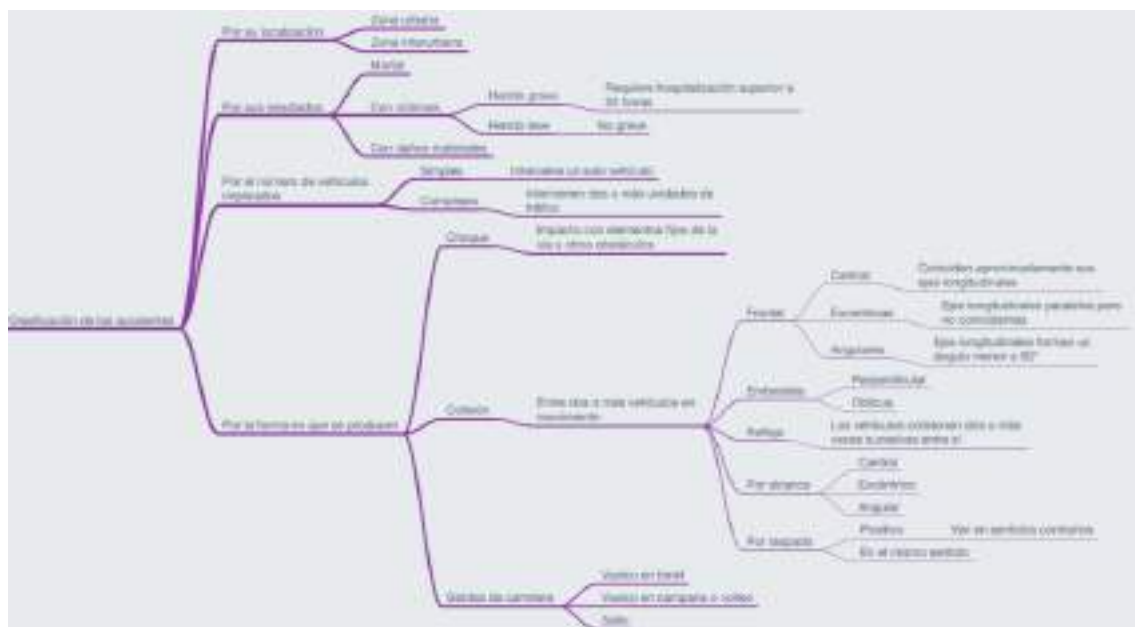 Por su localización
Zona urbana
Zona interurbana
Mortal
Por sus resultados
Con víctimas
Herido grave
Requiere hospitalización superior a
horas
Herido leve
No grave
Con daños materiales
Por el número de vehículos
implicados
Simples
Interviene un solo vehículo
Complejos
Intervienen dos o más unidades de
tráfico
Choque
Impacto con elementos fijos de la
vía u otros obstáculos
Clasificación de los accidentes
Por la forma en que se producen
Colisión
Entre dos o más vehículos en
movimiento
Frontal
Central
Coinciden aproximadamente sus
ejes longitudinales
Excéntricas
Ejes longitudinales paralelos pero
no coincidentes
Angulares
Ejes longitudinales forman un
ángulo menor a 90°
Embestida
Perpendicular
Oblicua
Reflejo
Los vehículos colisionan dos o más
veces sucesivas entre sí
Por alcance
Central
Excéntrico
Angular
Por raspado
Positivo
Van en sentidos contrarios
En el mismo sentido
Salidas de carretera
Vuelco en tonel
Vuelco en campana o volteo
Salto